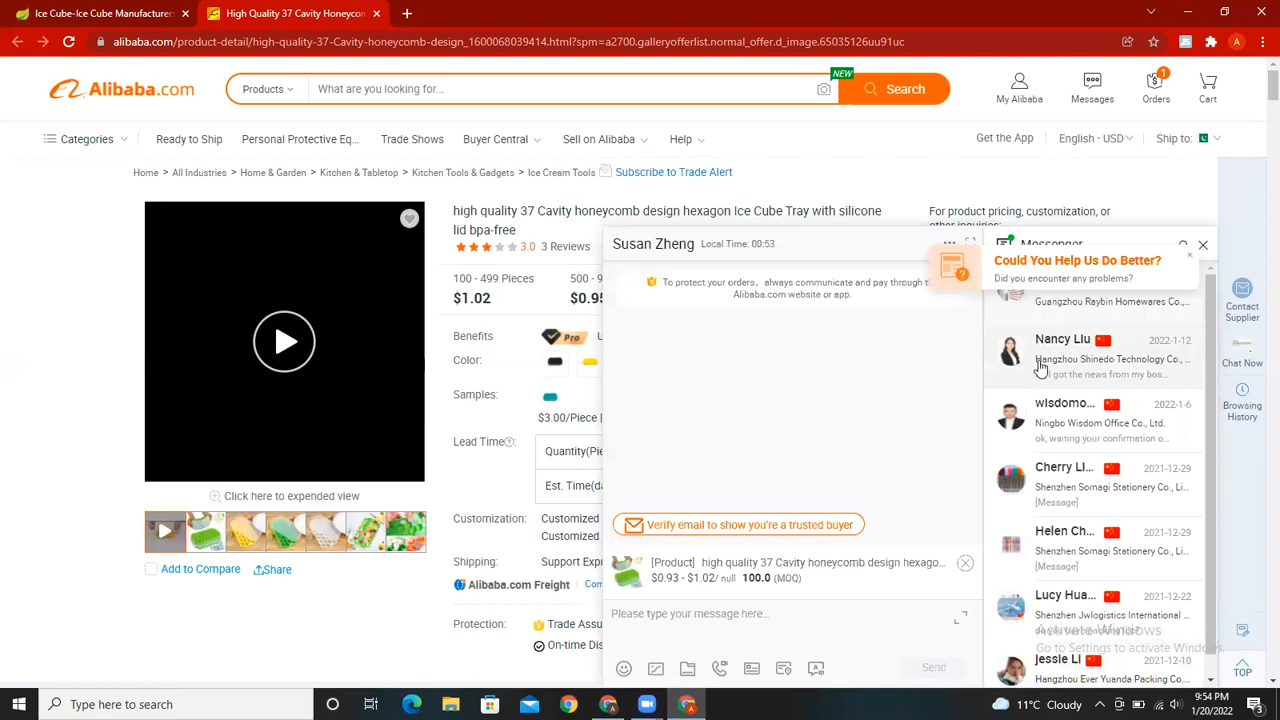 Ice Cube-Ice Cube Manufacturers
High Quality 37 Cavity Honeycon
alibaba.com/product-detail/high-quality-37-Cavity-honeycomb-design_1600068039414.html?spm=a2700.galleryofferlist.normal_offer.d_image.65035126uu91uc
A
Alibaba.com
Products
What are you looking for...
NEW
Search
1
My Alibaba
Messages
Orders
Cart
Categories
Ready to Ship
Personal Protective Eq...
Trade Shows
Buyer Central
Sell on Alibaba
Help
Get the App
English - USD
Ship to:
Home > All Industries > Home & Garden > Kitchen & Tabletop > Kitchen Tools & Gadgets > Ice Cream Tools
Subscribe to Trade Alert
high quality 37 Cavity honeycomb design hexagon Ice Cube Tray with silicone
lid bpa-free
3.0 3 Reviews
100 - 499 Pieces
$1.02
500 - 9
$0.95
Benefits
Pro
Color:
Samples:
$3.00/Piece |
Lead Time
Quantity(Pie
Est. Time(da
Customization:
Customized
Customized
Shipping:
Support Expr
Alibaba.com Freight
Com
Protection:
Trade Assu
On-time Dis
Click here to expended view
Add to Compare
Share
For product pricing, customization, or
other inquiries:
Susan Zheng Local Time: 00:53
To protect your orders, always communicate and pay through th
Alibaba.com website or app.
Verify email to show you're a trusted buyer
[Product] high quality 37 Cavity honeycomb design hexago...
$0.93 - $1.02/ null 100.0 (MOQ)
Please type your message here...
Send
Messenger
Could You Help Us Do Better?
Did you encounter any problems?
Guangzhou Raybin Homewares Co.,...
Nancy Liu 2022-1-12
Hangzhou Shinedo Technology Co., ...
I got the news from my bos...
wisdomo... 2022-1-6
Ningbo Wisdom Office Co., Ltd.
ok, waiting your confirmation o...
Cherry Li... 2021-12-29
Shenzhen Somagi Stationery Co., Li...
[Message]
Helen Ch... 2021-12-29
Shenzhen Somagi Stationery Co., Li...
[Message]
Lucy Hua... 2021-12-22
Shenzhen Jwlogistics International ...
Jessie Li 2021-12-10
Hangzhou Ever Yuanda Packing Co....
Activate Windows
Go to Settings to activate Windows.
Contact
Supplier
Chat Now
Browsing
History
TOP
Type here to search
11°C Cloudy
9:54 PM
1/20/2022